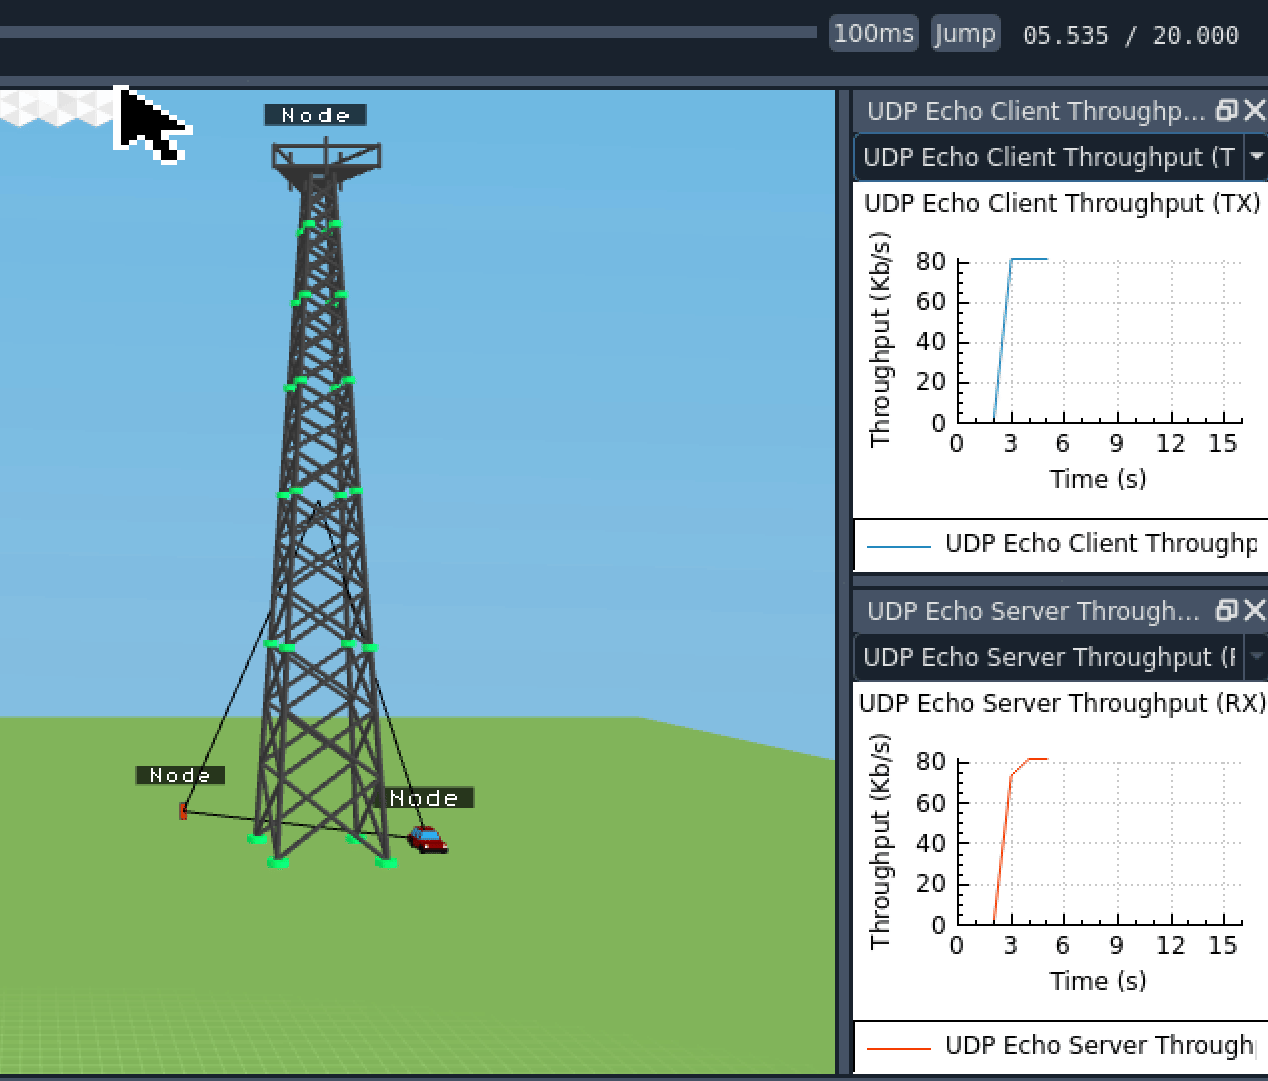 100ms Jump 05.535 / 20.000
Node
Node
Node
UDP Echo Client Throughp...
UDP Echo Client Throughput (T
UDP Echo Client Throughput (TX)
Throughput (Kb/s)
80
60
40
20
0
0 3 6 9 12 15
Time (s)
UDP Echo Client Throughp
UDP Echo Server Through...
UDP Echo Server Throughput (F
UDP Echo Server Throughput (RX)
Throughput (Kb/s)
80
60
40
20
0
0 3 6 9 12 15
Time (s)
UDP Echo Server Through